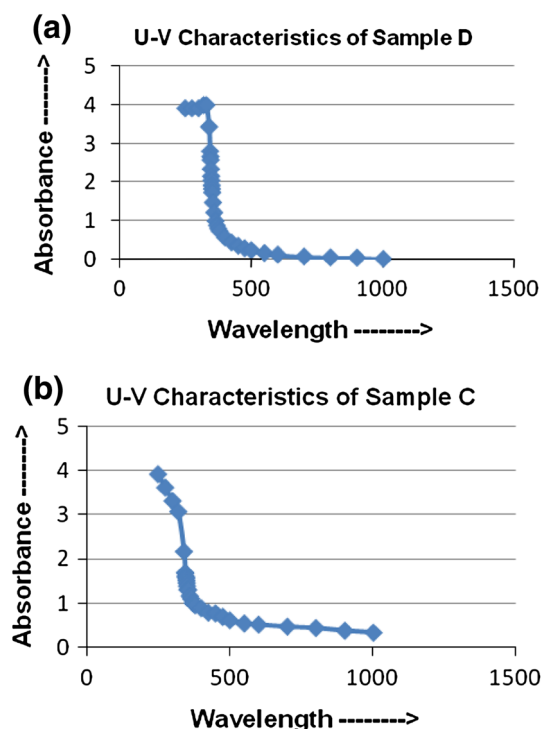 (a)
U-V Characteristics of Sample D
5
4
3
2
1
0
0 500 1000 1500
Absorbance ------->
Wavelength -------->
(b)
U-V Characteristics of Sample C
5
4
3
2
1
0
0 500 1000 1500
Absorbance ------->
Wavelength -------->